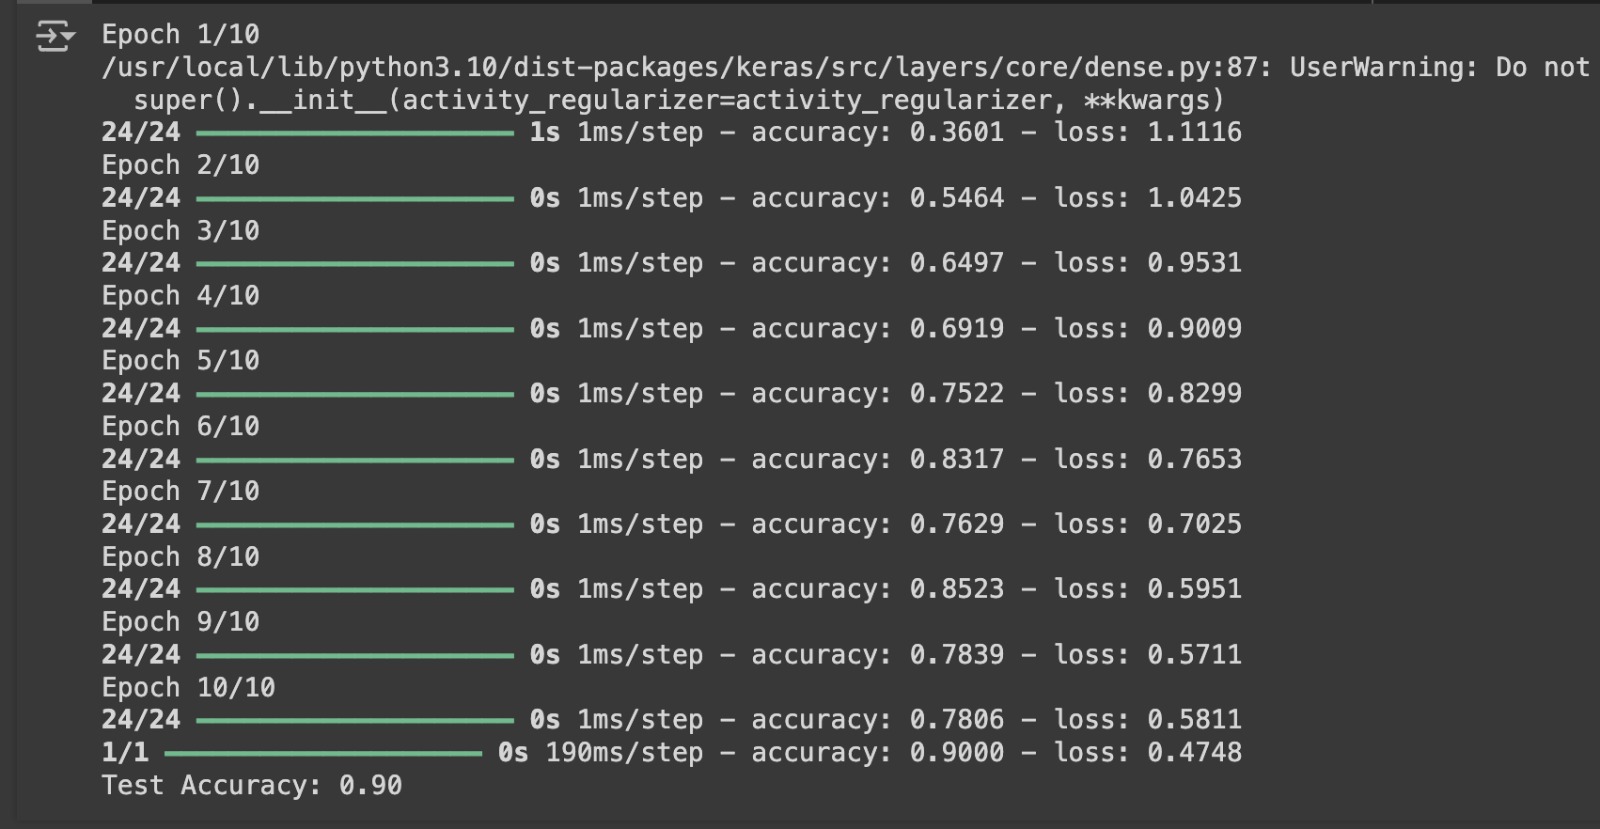 Epoch 1/10
/usr/local/lib/python3.10/dist-packages/keras/src/layers/core/dense.py:87: UserWarning: Do not
super().__init__(activity_regularizer=activity_regularizer, **kwargs)
24/24 1s 1ms/step - accuracy: 0.3601 - loss: 1.1116
Epoch 2/10
24/24 0s 1ms/step - accuracy: 0.5464 - loss: 1.0425
Epoch 3/10
24/24 0s 1ms/step - accuracy: 0.6497 - loss: 0.9531
Epoch 4/10
24/24 0s 1ms/step - accuracy: 0.6919 - loss: 0.9009
Epoch 5/10
24/24 0s 1ms/step - accuracy: 0.7522 - loss: 0.8299
Epoch 6/10
24/24 0s 1ms/step - accuracy: 0.8317 - loss: 0.7653
Epoch 7/10
24/24 0s 1ms/step - accuracy: 0.7629 - loss: 0.7025
Epoch 8/10
24/24 0s 1ms/step - accuracy: 0.8523 - loss: 0.5951
Epoch 9/10
24/24 0s 1ms/step - accuracy: 0.7839 - loss: 0.5711
Epoch 10/10
24/24 0s 1ms/step - accuracy: 0.7806 - loss: 0.5811
1/1 0s 190ms/step - accuracy: 0.9000 - loss: 0.4748
Test Accuracy: 0.90